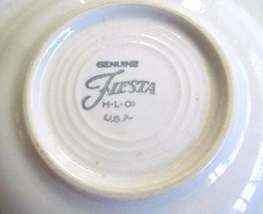 GENUINE
FIESTA
H·L·Co
U.S.A.